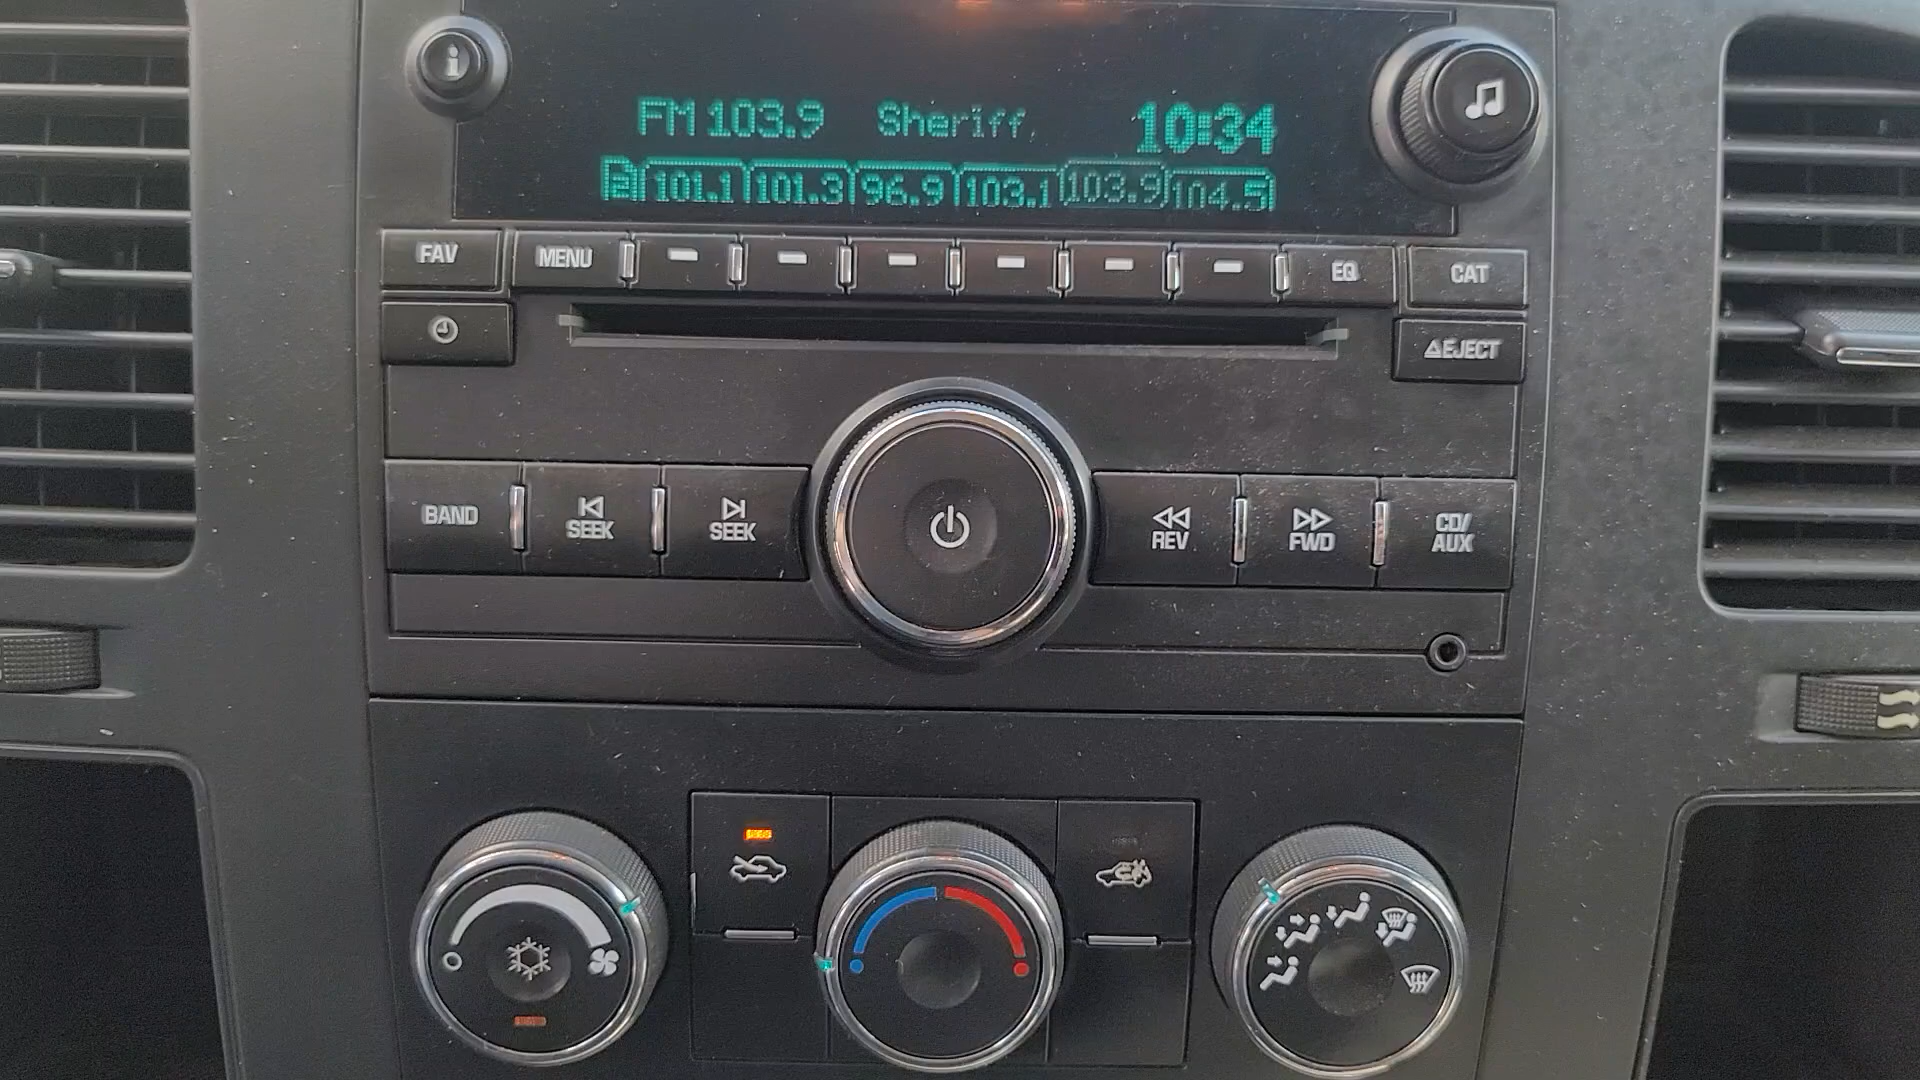 FM 103.9 Sheriff, 10:34
2 101.1 101.3 96.9 103.1 103.9 104.5
FAV MENU EQ CAT
EJECT
BAND SEEK SEEK REV FWD CD/
AUX